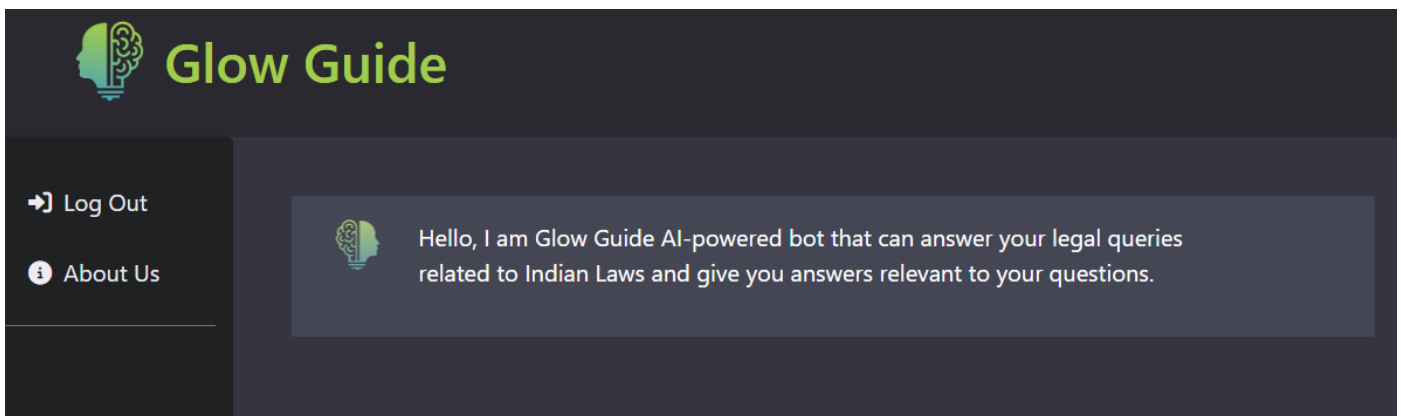 Glow Guide
Log Out
About Us
Hello, I am Glow Guide AI-powered bot that can answer your legal queries
related to Indian Laws and give you answers relevant to your questions.